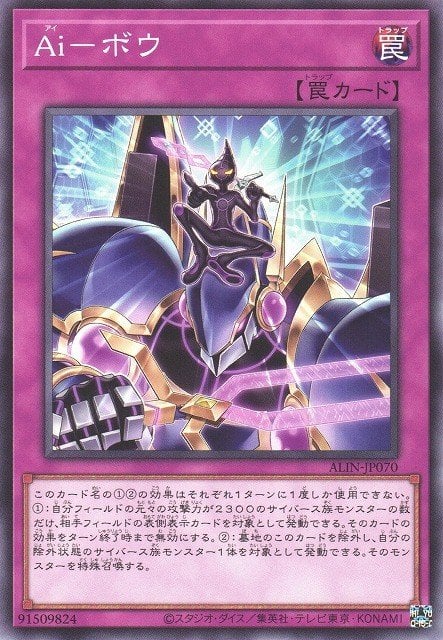 アイ
Ai－ボウ
トラップ
罠
トラップ
【罠カード】
ALIN-JP070
このカード名の①②の効果はそれぞれ１ターンに１度しか使用できない。
①：自分フィールドの元々の攻撃力が２３００のサイバース族モンスターの数
だけ、相手フィールドの表側表示カードを対象として発動できる。そのカードの
効果をターン終了時まで無効にする。②：墓地のこのカードを除外し、自分の
除外状態のサイバース族モンスター１体を対象として発動できる。そのモン
スターを特殊召喚する。
91509824
©スタジオ・ダイス／集英社・テレビ東京・KONAMI